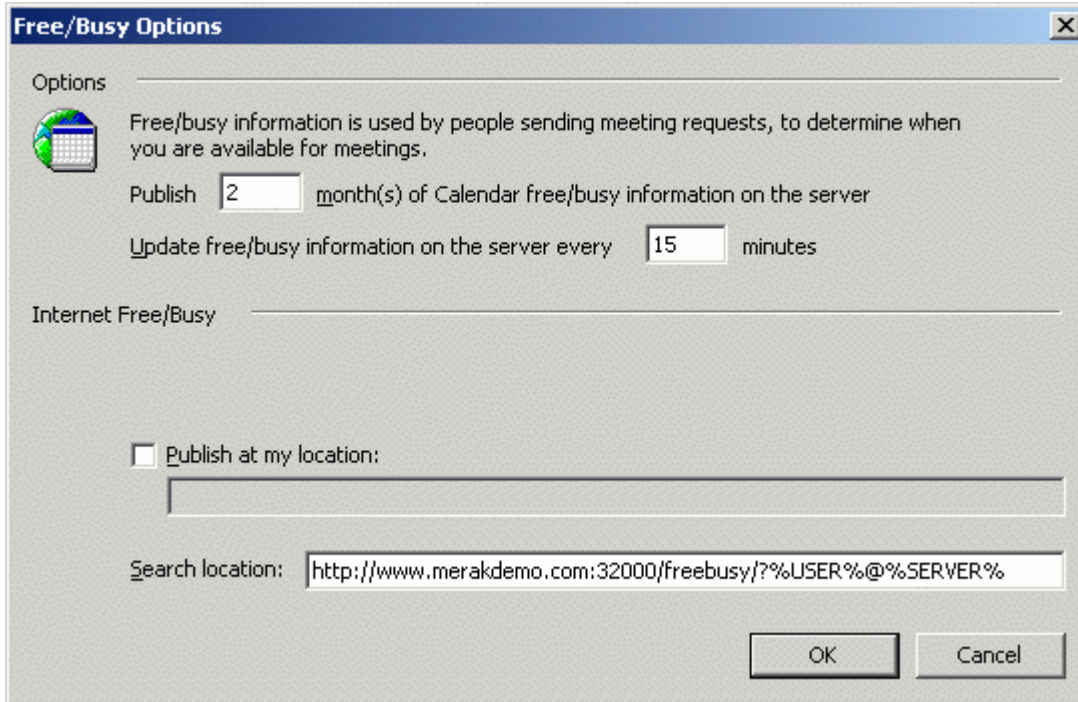 Free/Busy Options
Options
Free/busy information is used by people sending meeting requests, to determine when
you are available for meetings.
Publish 2 month(s) of Calendar free/busy information on the server
Update free/busy information on the server every 15 minutes
Internet Free/Busy
Publish at my location:
Search location: http://www.merakdemo.com:32000/freebusy/?%USER%@%SERVER%
OK Cancel